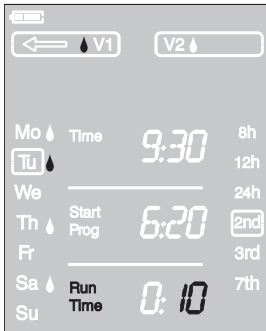 V1 V2
Mo Time 9:30 8h
Tu 12h
We 24h
Th Start Prog 6:20 2nd
Fr 3rd
Sa Run Time 0:10 7th
Su